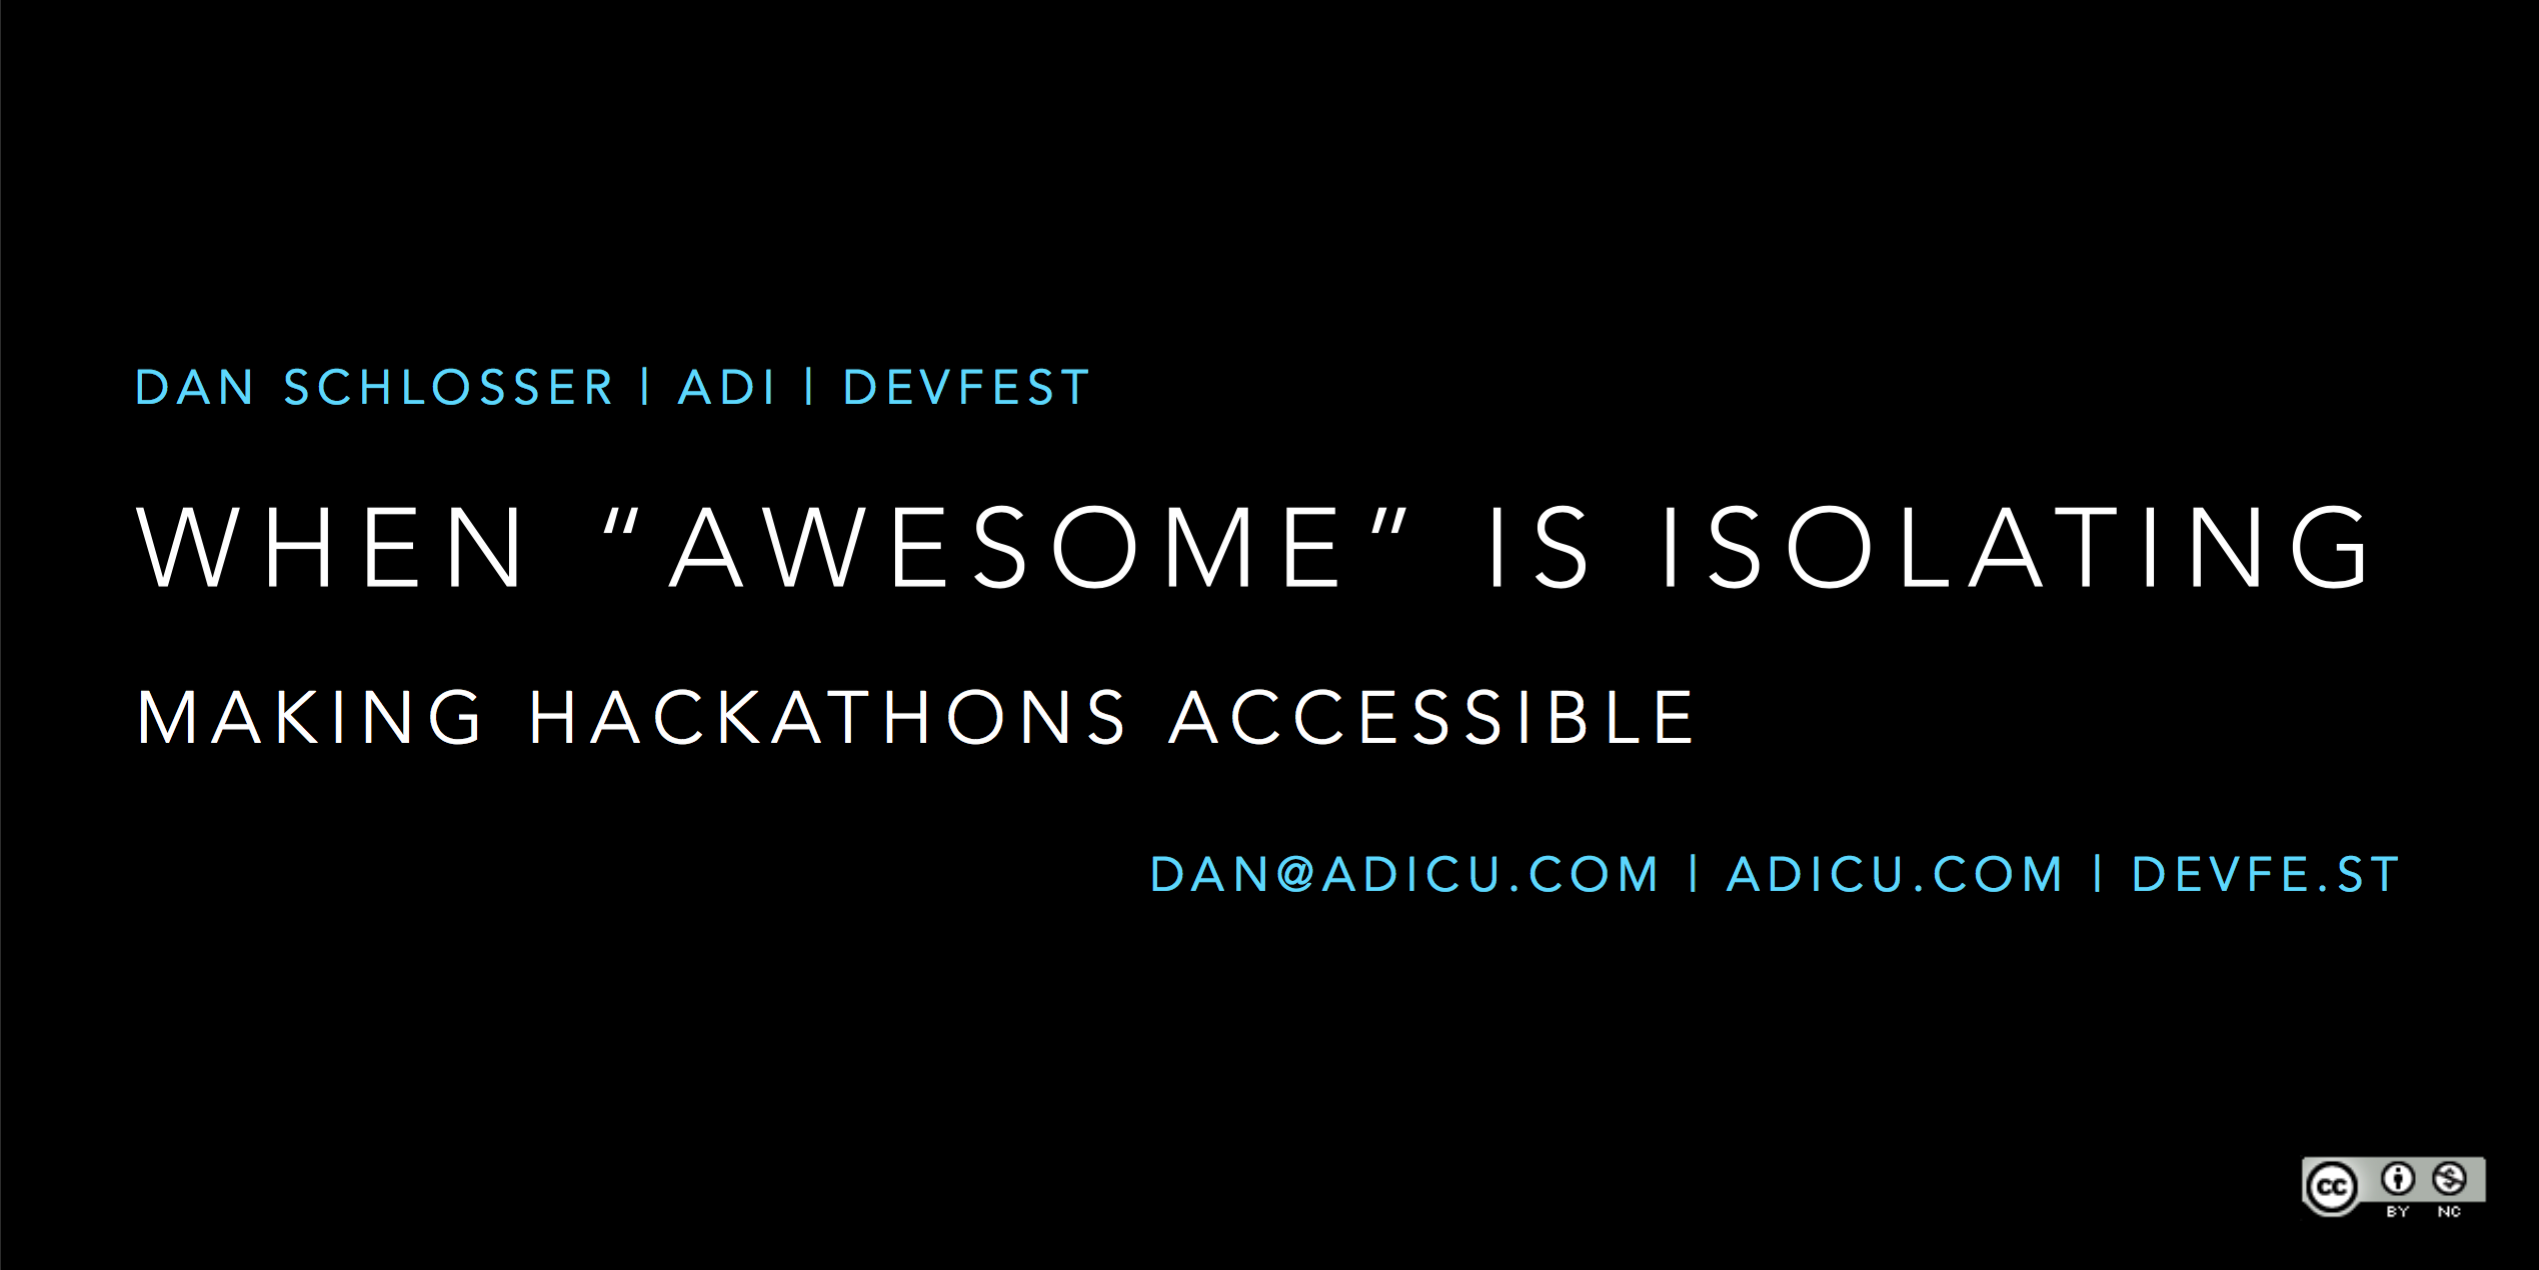 DAN SCHLOSSER | ADI | DEVFEST
WHEN “AWESOME” IS ISOLATING
MAKING HACKATHONS ACCESSIBLE
DAN@ADICU.COM | ADICU.COM | DEVFE.ST
CC BY NC